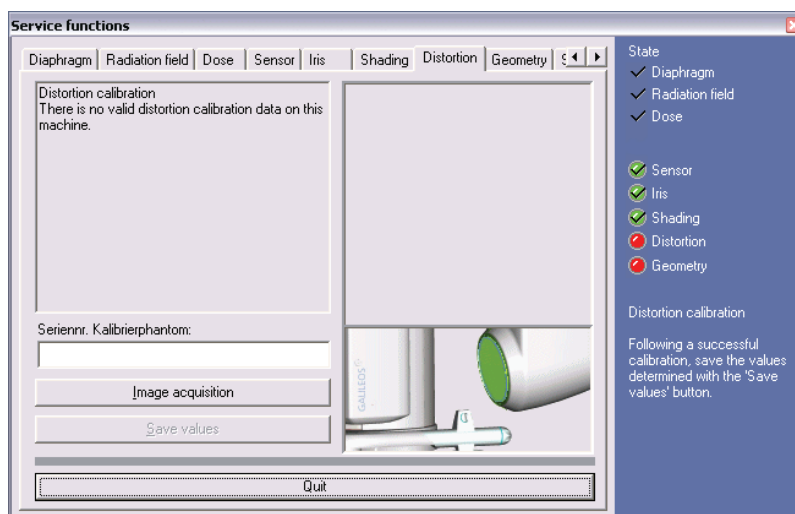 Service functions
Diaphragm
Radiation field
Dose
Sensor
Iris
Shading
Distortion
Geometry
Distortion calibration
There is no valid distortion calibration data on this
machine.
Seriennr. Kalibrierphantom:
Image acquisition
Save values
GALILEOS
Quit
State
Diaphragm
Radiation field
Dose
Sensor
Iris
Shading
Distortion
Geometry
Distortion calibration
Following a successful
calibration, save the values
determined with the 'Save
values' button.